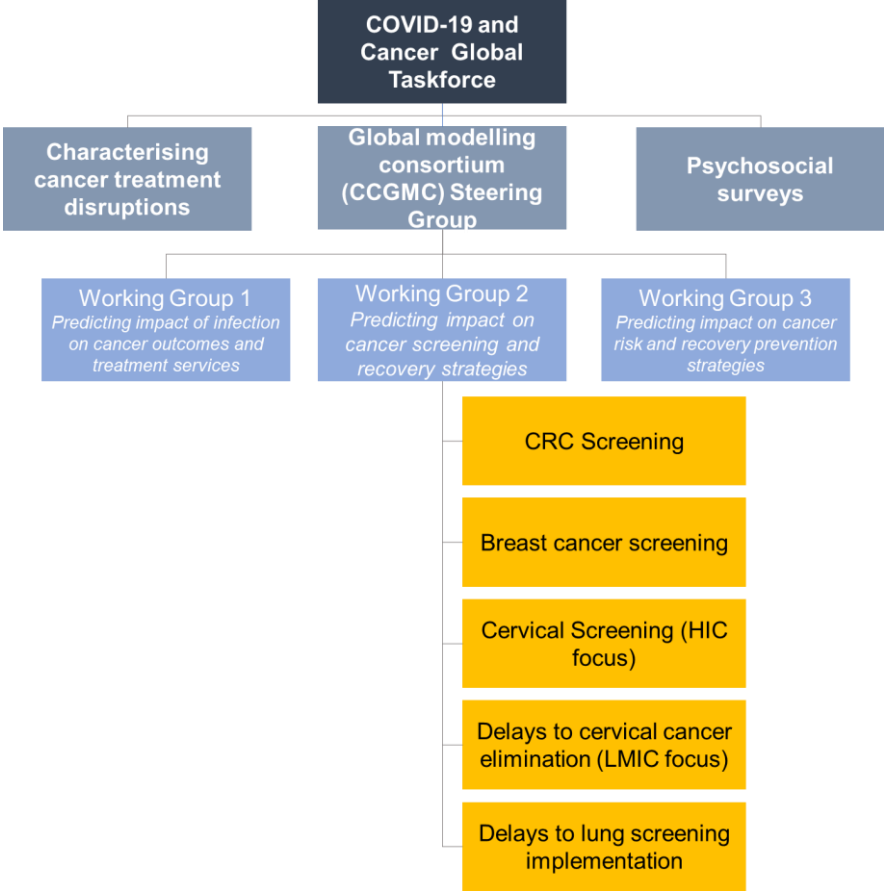 COVID-19 and
Cancer Global
Taskforce
Characterising
cancer treatment
disruptions
Global modelling
consortium
(CCGMC) Steering
Group
Psychosocial
surveys
Working Group 1
Predicting impact of infection
on cancer outcomes and
treatment services
Working Group 2
Predicting impact on
cancer screening and
recovery strategies
Working Group 3
Predicting impact on cancer
risk and recovery prevention
strategies
CRC Screening
Breast cancer screening
Cervical Screening (HIC
focus)
Delays to cervical cancer
elimination (LMIC focus)
Delays to lung screening
implementation